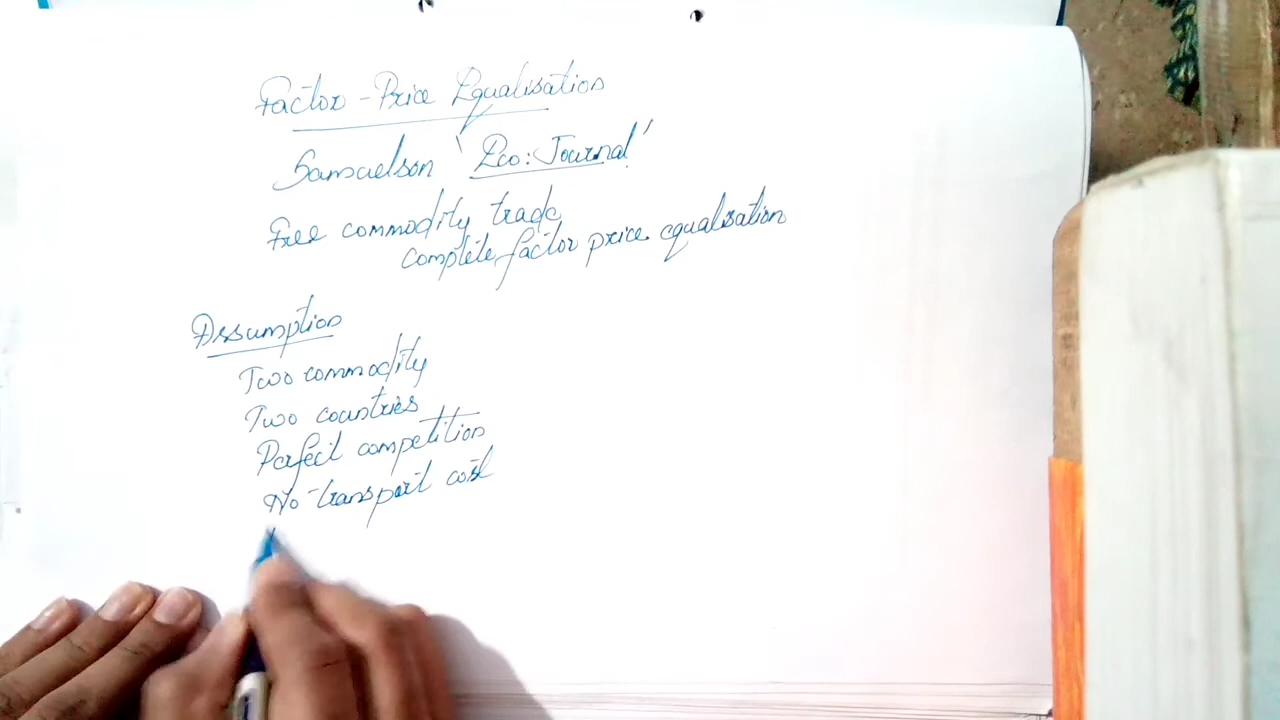 Factor-Price Equalisation
Samuelson 'Eco: Journal'
Free commodity trade
complete factor price equalisation
Assumption
Two commodity
Two countries
Perfect competition
No transport cost